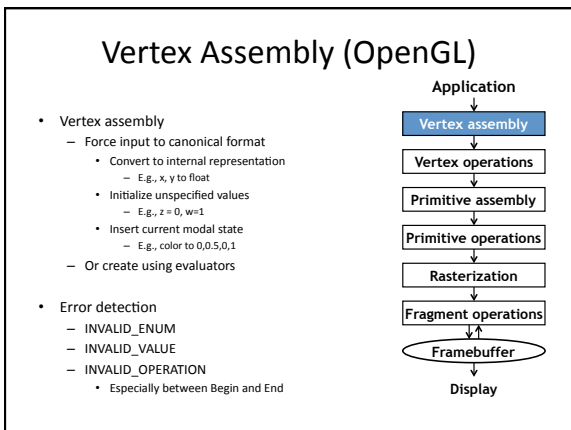 Vertex Assembly (OpenGL)
• Vertex assembly
– Force input to canonical format
• Convert to internal representation
– E.g., x, y to float
• Initialize unspecified values
– E.g., z = 0, w=1
• Insert current modal state
– E.g., color to 0,0.5,0,1
– Or create using evaluators
• Error detection
– INVALID_ENUM
– INVALID_VALUE
– INVALID_OPERATION
• Especially between Begin and End
Application
Vertex assembly
Vertex operations
Primitive assembly
Primitive operations
Rasterization
Fragment operations
Framebuffer
Display